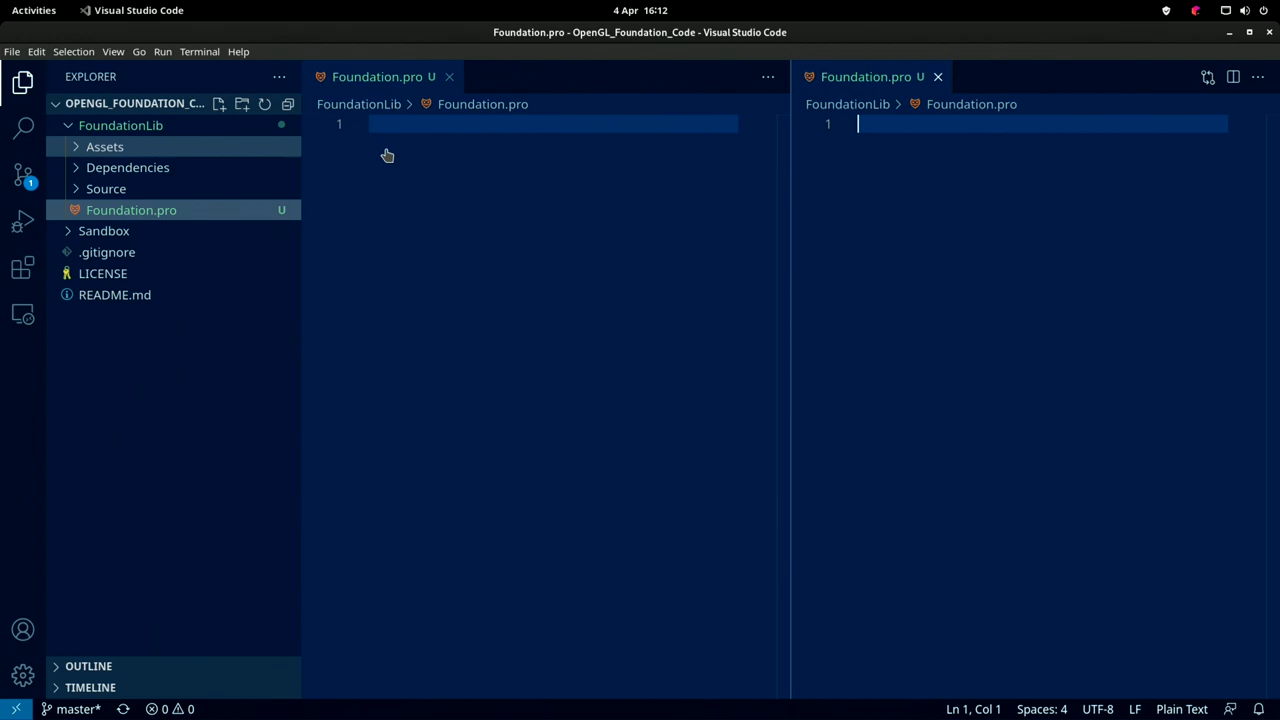 Activities Visual Studio Code 4 Apr 16:12
Foundation.pro - OpenGL_Foundation_Code - Visual Studio Code
File Edit Selection View Go Run Terminal Help
EXPLORER
OPENGL_FOUNDATION_C...
FoundationLib
Assets
Dependencies
Source
Foundation.pro U
Sandbox
.gitignore
LICENSE
README.md
OUTLINE
TIMELINE
1
Foundation.pro U
FoundationLib > Foundation.pro
1
Foundation.pro U
FoundationLib > Foundation.pro
1
master* 0 0 Ln 1, Col 1 Spaces: 4 UTF-8 LF Plain Text